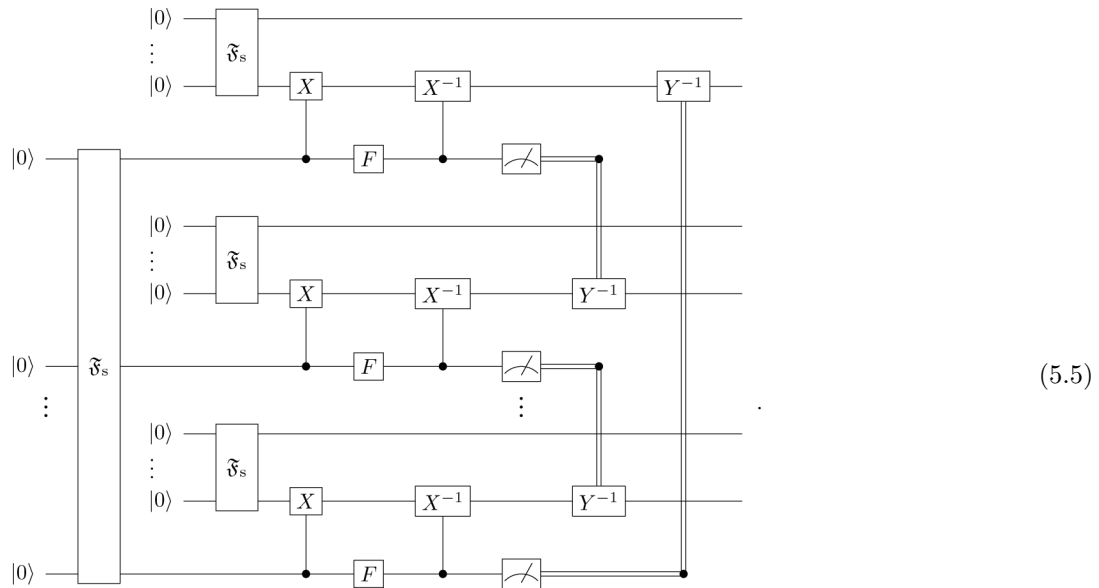 |0⟩
⋮ 𝔉ₛ
|0⟩ X X⁻¹ Y⁻¹
|0⟩ F
|0⟩
⋮ 𝔉ₛ
|0⟩ X X⁻¹ Y⁻¹
|0⟩ 𝔉ₛ F (5.5)
⋮ ⋮ .
|0⟩
⋮ 𝔉ₛ
|0⟩ X X⁻¹ Y⁻¹
|0⟩ F